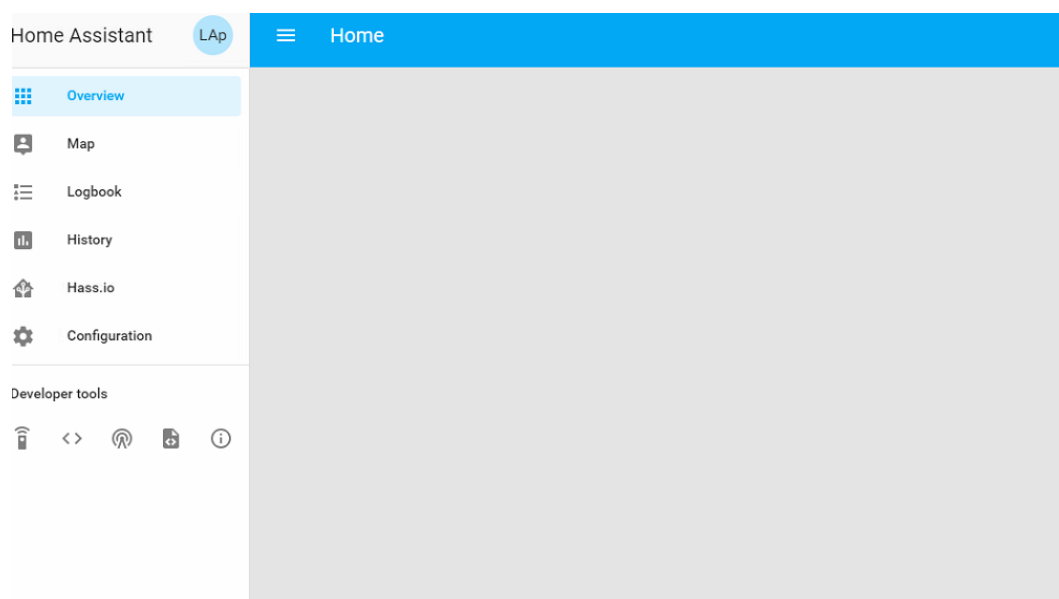 Home Assistant
LAp
Home
Overview
Map
Logbook
History
Hass.io
Configuration
Developer tools